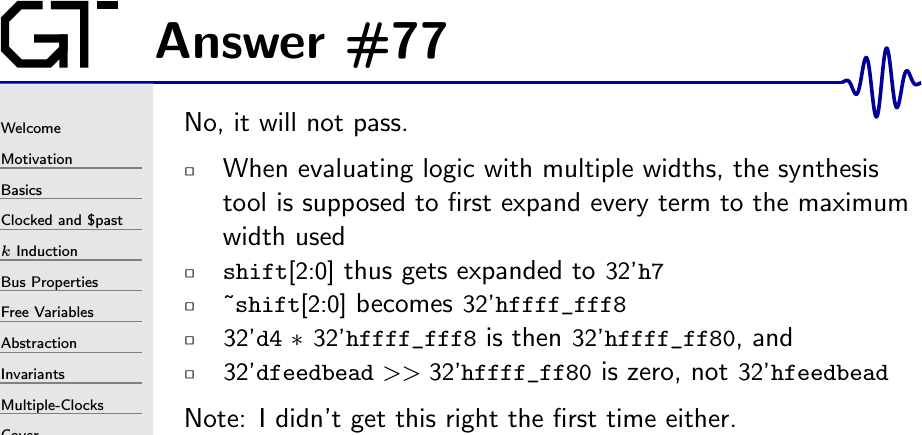 GT
Answer #77
Welcome
Motivation
Basics
Clocked and $past
k Induction
Bus Properties
Free Variables
Abstraction
Invariants
Multiple-Clocks
Cover
No, it will not pass.
▫ When evaluating logic with multiple widths, the synthesis
tool is supposed to first expand every term to the maximum
width used
▫ shift[2:0] thus gets expanded to 32'h7
▫ ~shift[2:0] becomes 32'hffff_fff8
▫ 32'd4 * 32'hffff_fff8 is then 32'hffff_ff80, and
▫ 32'dfeedbead >> 32'hffff_ff80 is zero, not 32'hfeedbead
Note: I didn't get this right the first time either.